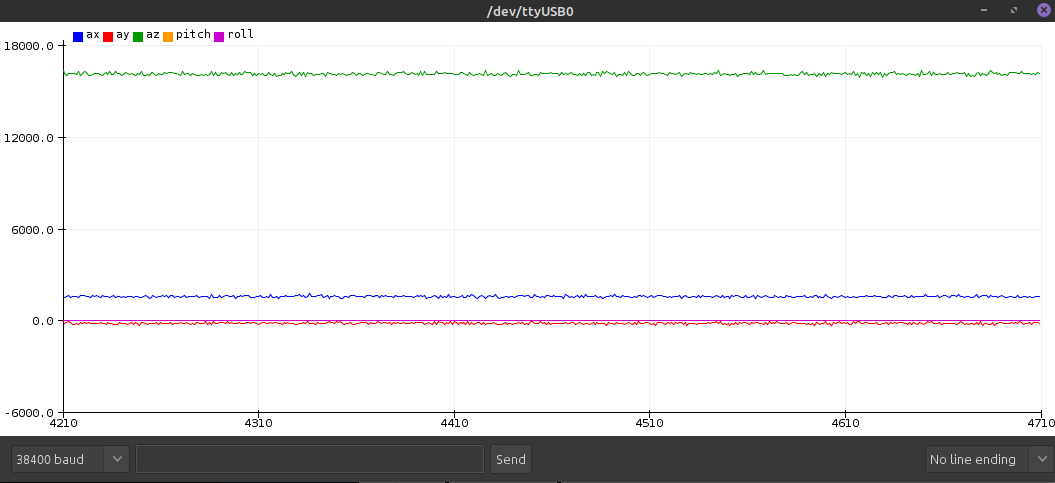 /dev/ttyUSB0
ax ay az pitch roll
18000.0
12000.0
6000.0
0.0
-6000.0
4210 4310 4410 4510 4610 4710
38400 baud Send No line ending